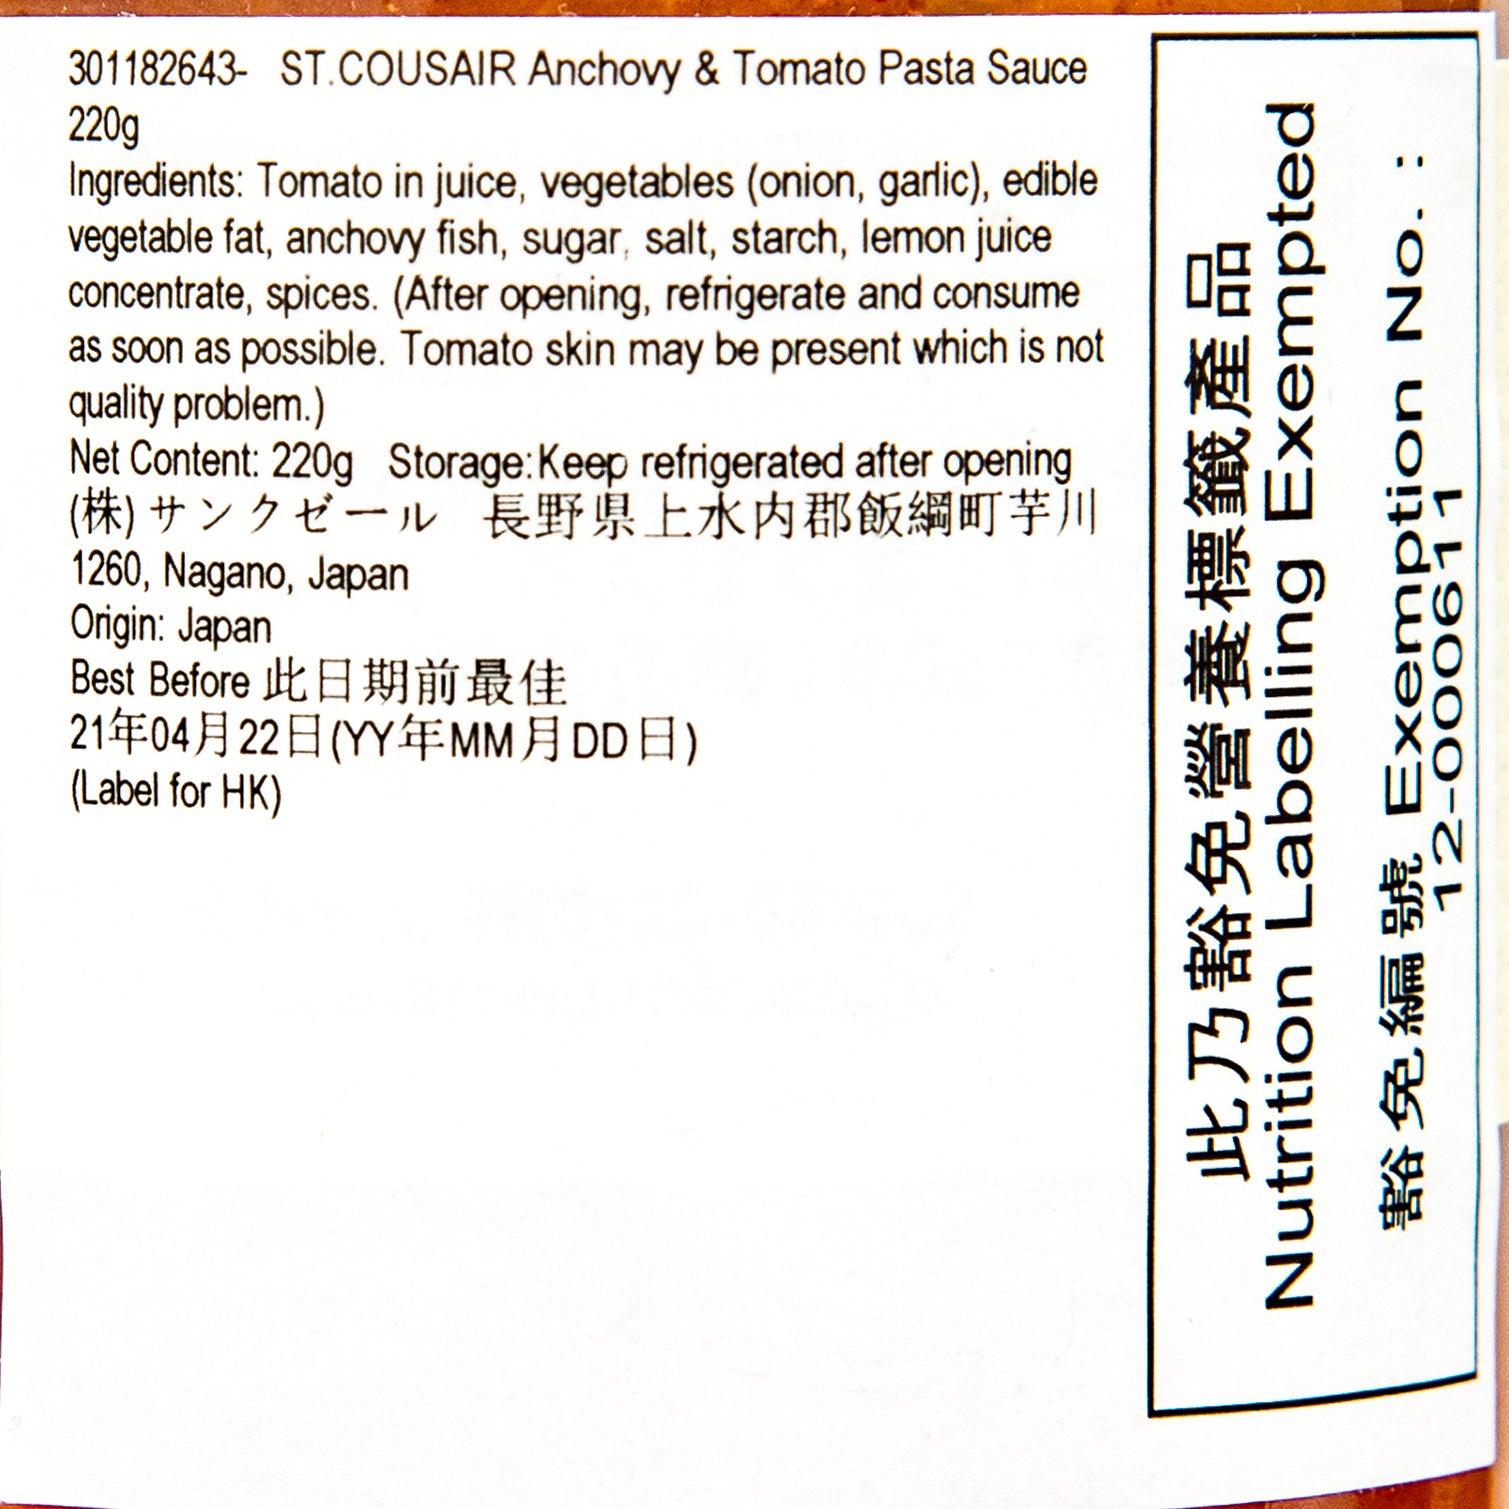 301182643- ST.COUSAIR Anchovy & Tomato Pasta Sauce
220g
Ingredients: Tomato in juice, vegetables (onion, garlic), edible
vegetable fat, anchovy fish, sugar, salt, starch, lemon juice
concentrate, spices. (After opening, refrigerate and consume
as soon as possible. Tomato skin may be present which is not
quality problem.)
Net Content: 220g Storage:Keep refrigerated after opening
(株)サンクゼール 長野県上水内郡飯綱町芋川
1260, Nagano, Japan
Origin: Japan
Best Before 此日期前最佳
21年04月22日(YY年MM月DD日)
(Label for HK)
此乃豁免營養標籤產品
Nutrition Labelling Exempted
豁免編號 Exemption No. :
12-000611